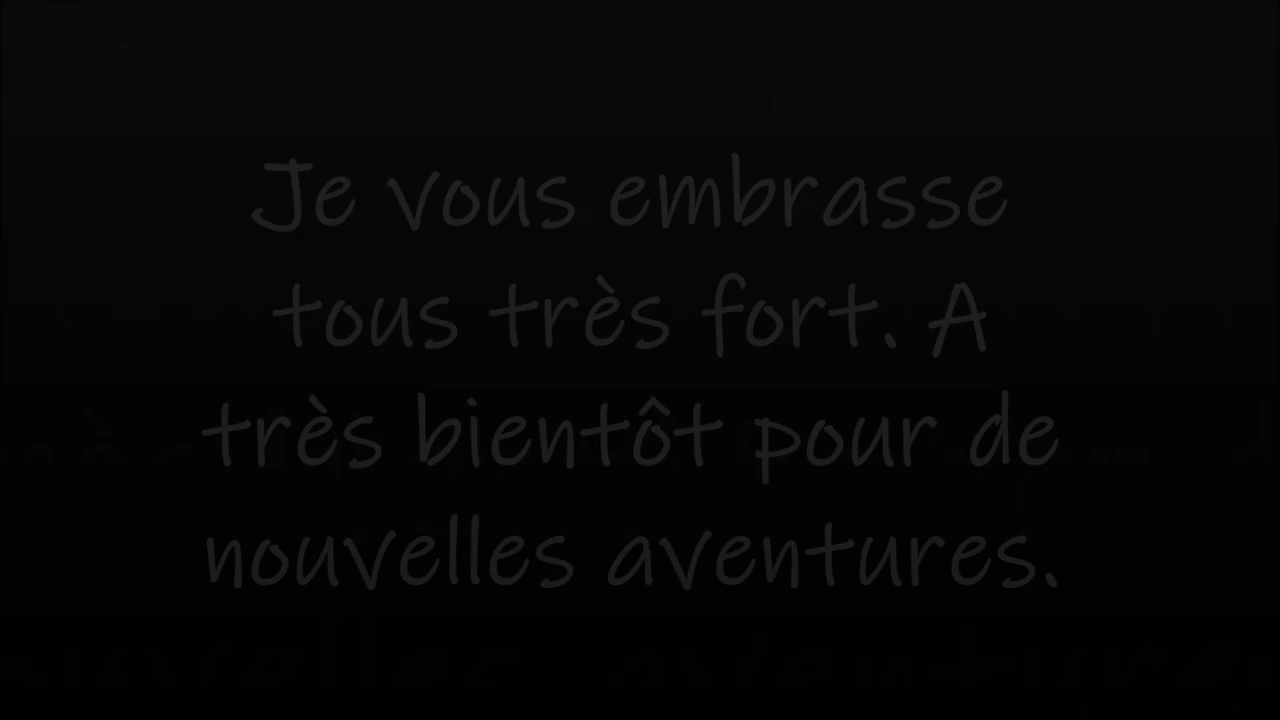 Je vous embrasse
tous très fort. A
très bientôt pour de
nouvelles aventures.